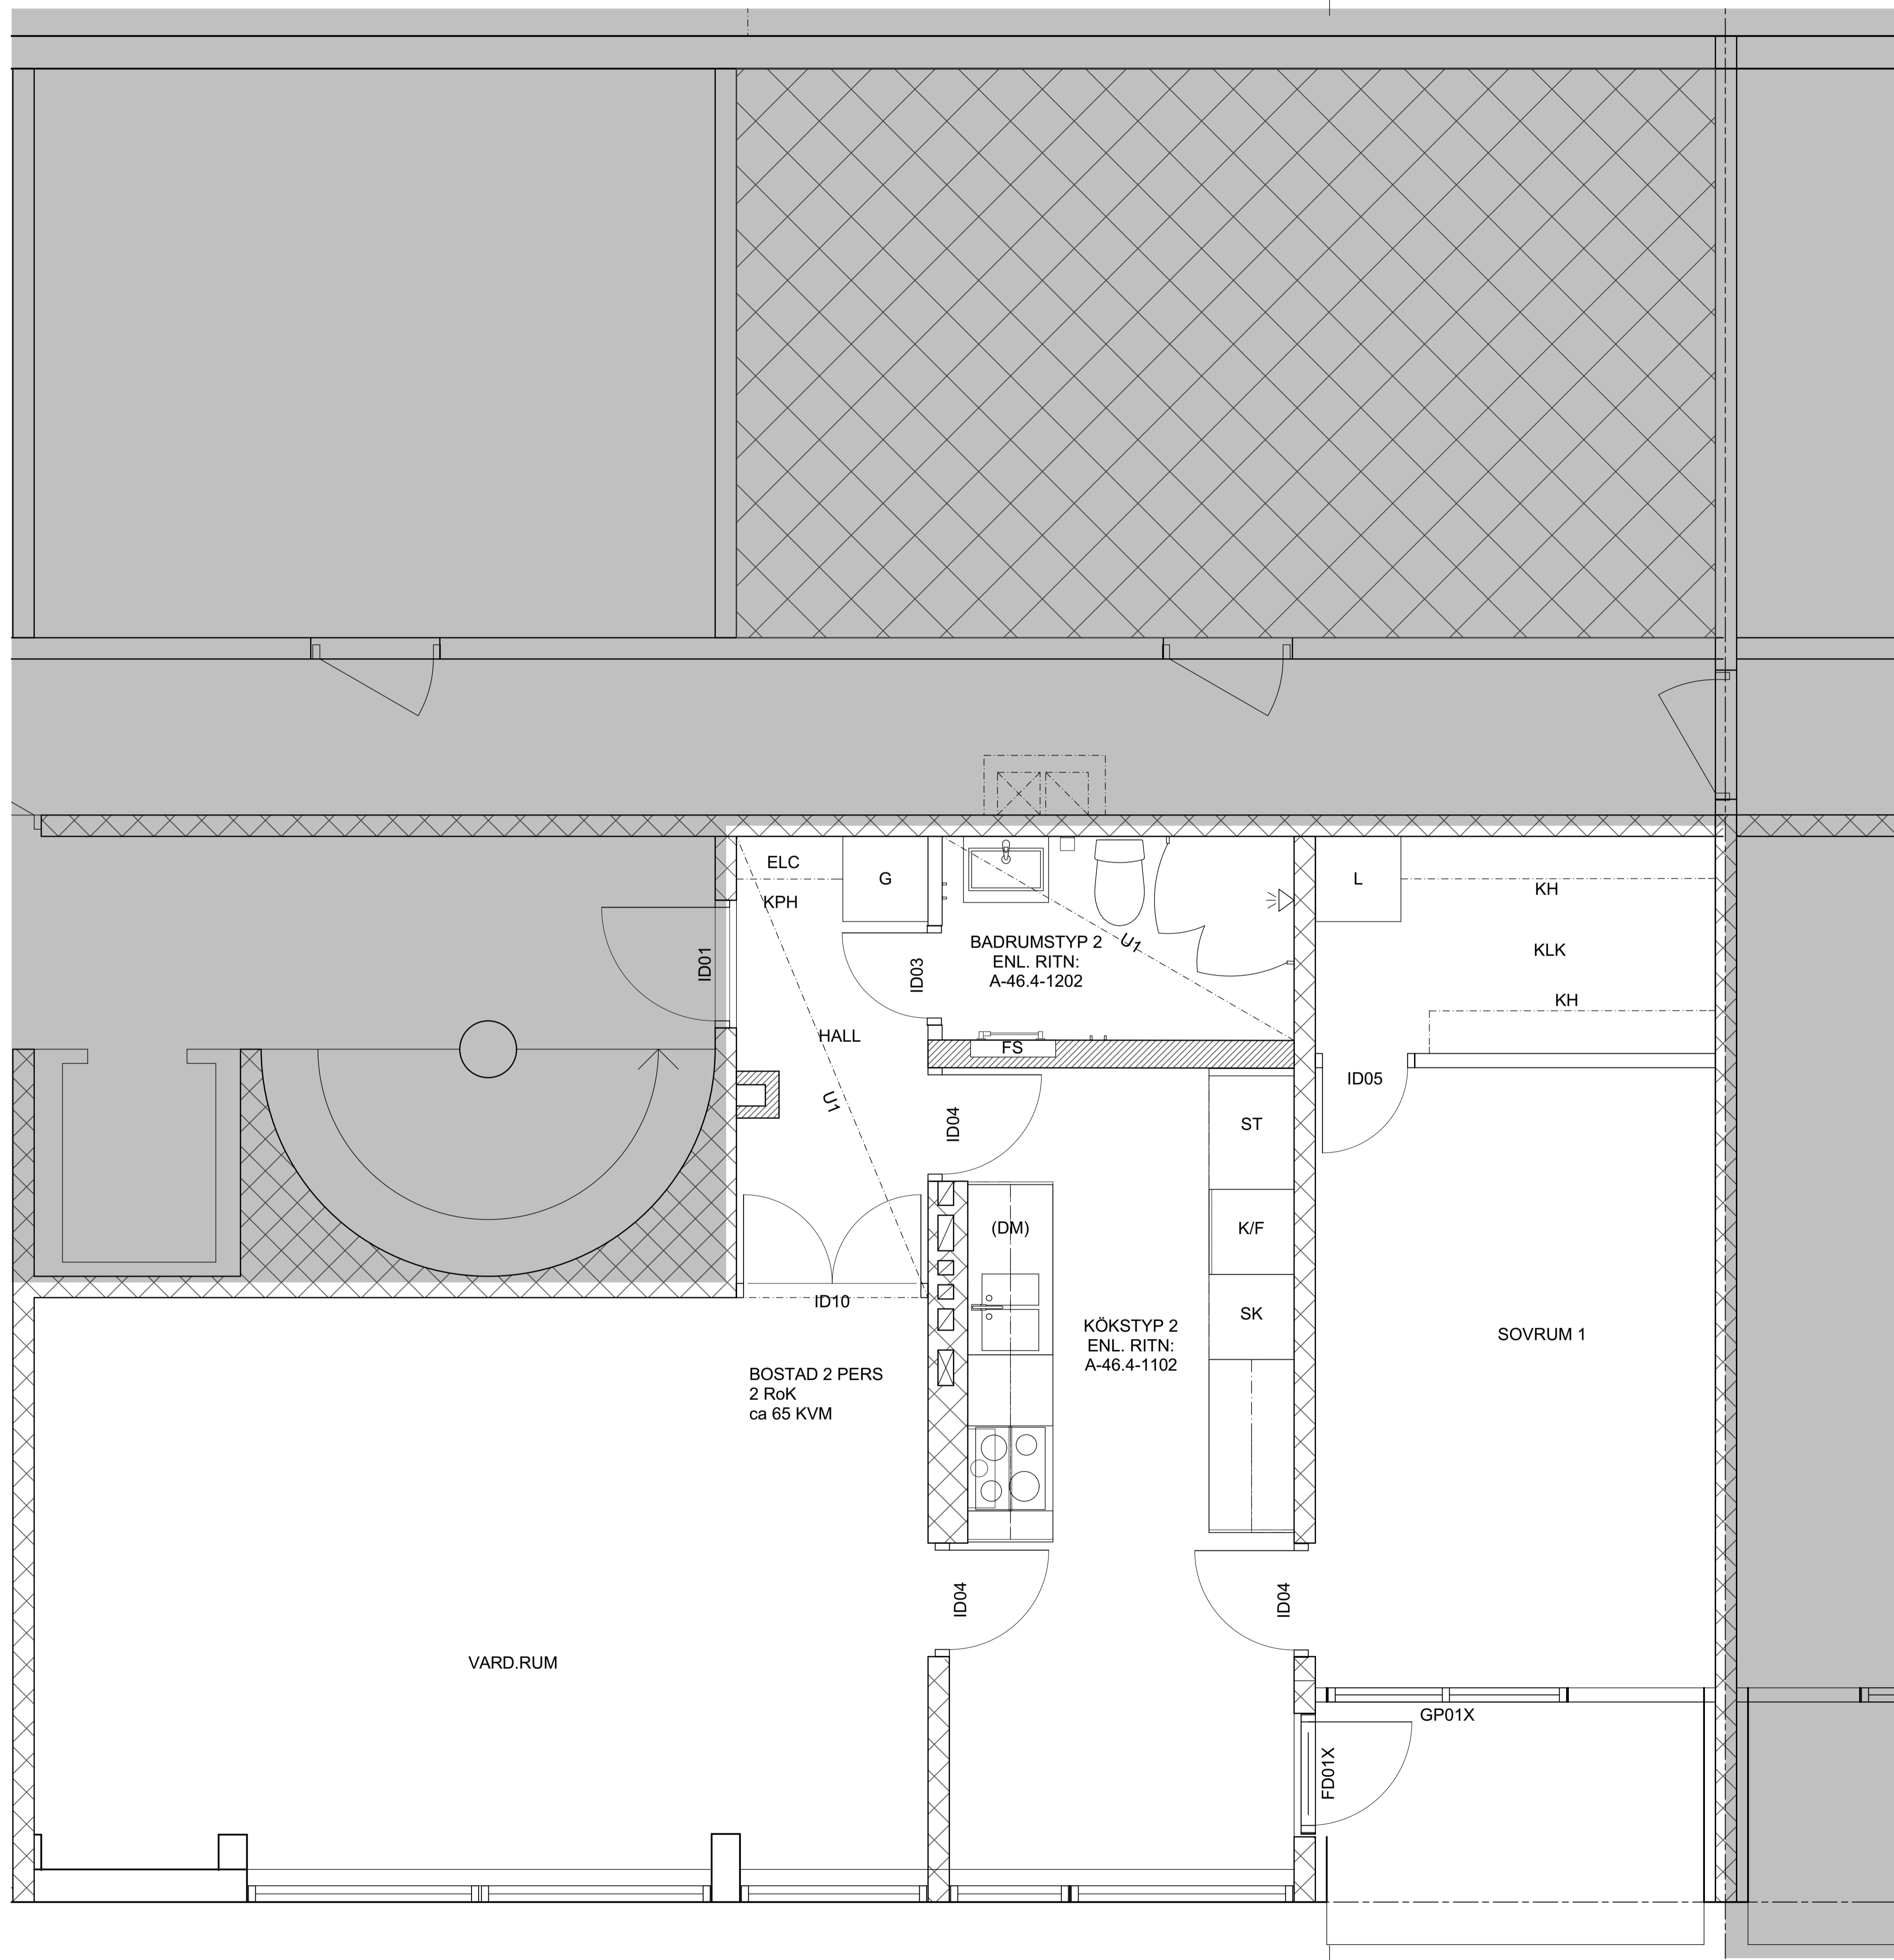 ELC
G
KPH
ID01
ID03
BADRUMSTYP 2
ENL. RITN:
A-46.4-1202
U1
L
KH
KLK
KH
HALL
FS
U1
ID04
ID05
ST
(DM)
K/F
ID10
SK
KÖKSTYP 2
ENL. RITN:
A-46.4-1102
SOVRUM 1
BOSTAD 2 PERS
2 RoK
ca 65 KVM
ID04
ID04
VARD.RUM
GP01X
FD01X